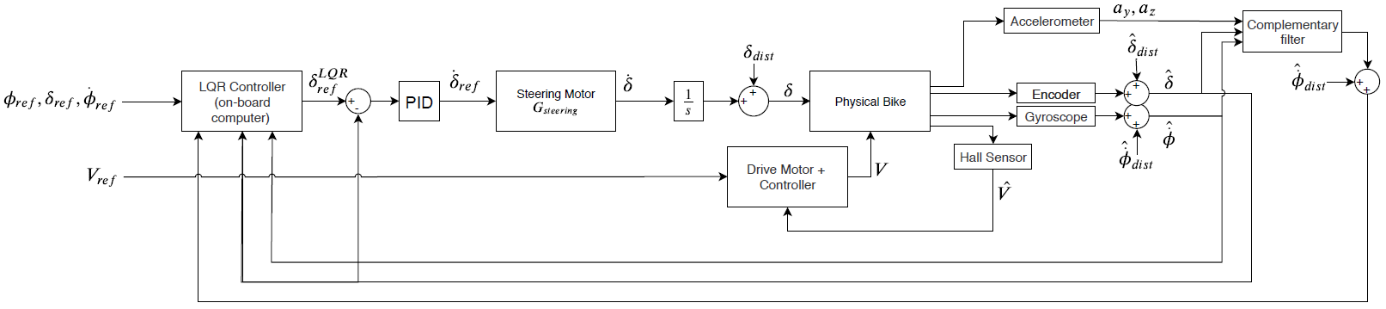 a_y, a_z
Accelerometer
Complementary
filter
δ_dist
δ̂_dist
LQR Controller
(on-board
computer)
δ_ref^LQR
δ̇_ref
Steering Motor
G_steering
δ̇
δ̂
ϕ̂̇_dist
ϕ_ref, δ_ref, ϕ̇_ref
+
-
PID
1
s
+
+
δ
Physical Bike
Encoder
+
+
Gyroscope
+
+
ϕ̂̇
+
+
Hall Sensor
ϕ̂̇_dist
V_ref
Drive Motor +
Controller
V
V̂